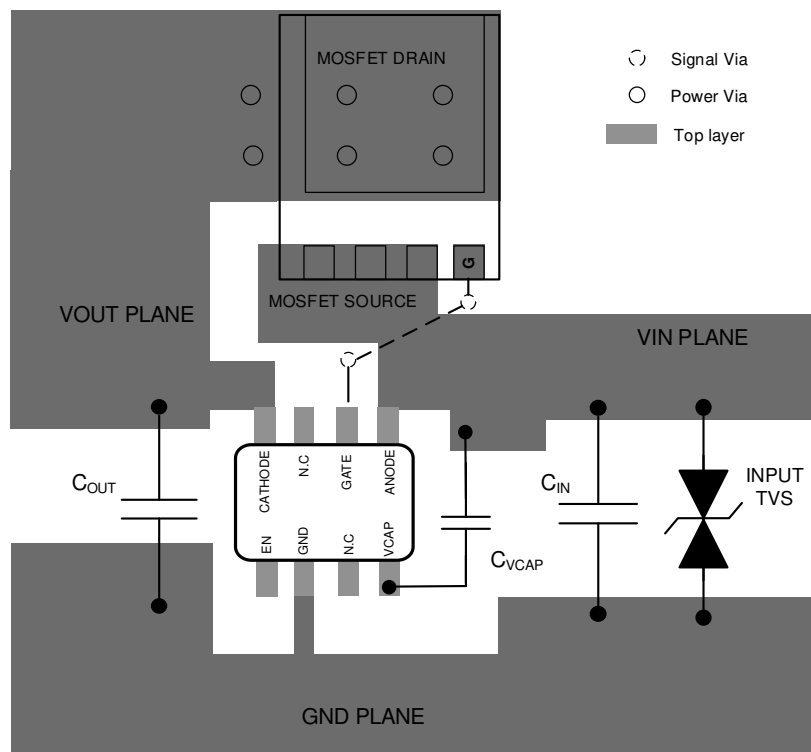 MOSFET DRAIN
Signal Via
Power Via
Top layer
G
MOSFET SOURCE
VOUT PLANE
VIN PLANE
CATHODE
N.C
GATE
ANODE
COUT
CIN
INPUT
TVS
EN
GND
N.C
VCAP
CVCAP
GND PLANE